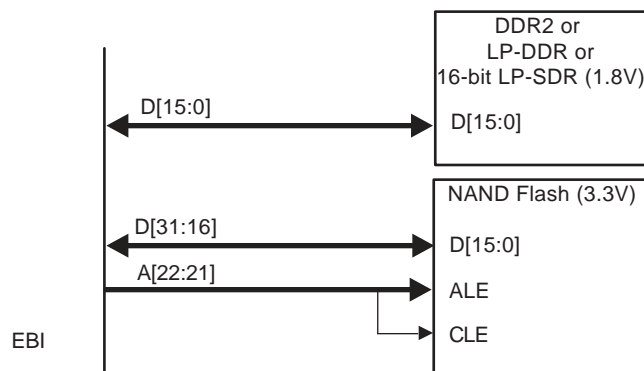 DDR2 or
LP-DDR or
16-bit LP-SDR (1.8V)
D[15:0]
D[15:0]
NAND Flash (3.3V)
D[31:16]
D[15:0]
A[22:21]
ALE
CLE
EBI